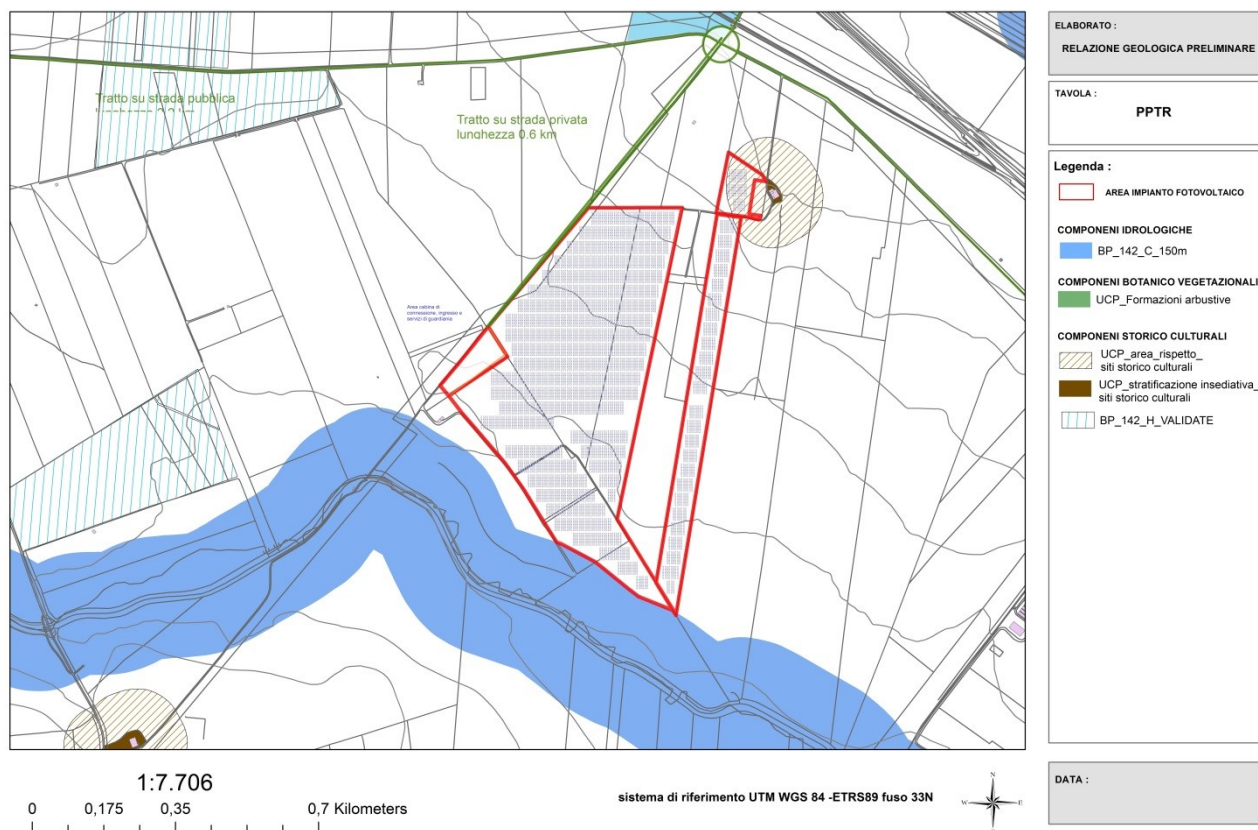 Tratto su strada pubblica
Tratto su strada privata
lunghezza 0.6 km
Area cabina di
connessione, ingresso e
servizi di guardiania
ELABORATO :
RELAZIONE GEOLOGICA PRELIMINARE
TAVOLA :
PPTR
Legenda :
AREA IMPIANTO FOTOVOLTAICO
COMPONENI IDROLOGICHE
BP_142_C_150m
COMPONENI BOTANICO VEGETAZIONALI
UCP_Formazioni arbustive
COMPONENI STORICO CULTURALI
UCP_area_rispetto_
siti storico culturali
UCP_stratificazione insediativa_
siti storico culturali
BP_142_H_VALIDATE
DATA :
1:7.706
0 0,175 0,35 0,7 Kilometers
sistema di riferimento UTM WGS 84 -ETRS89 fuso 33N
N
W E
S